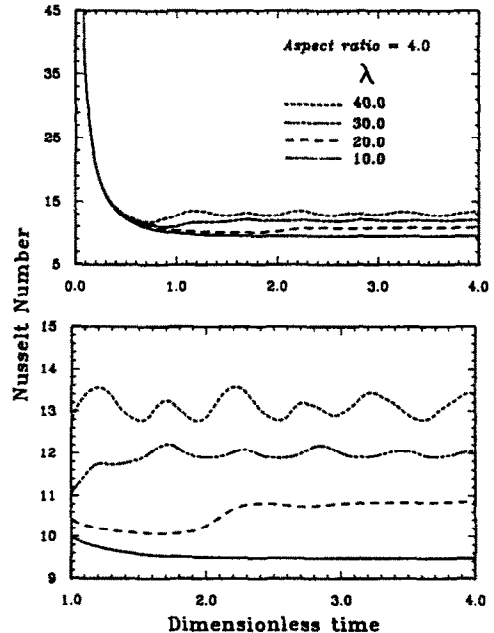 45
35
25
15
5
0.0 1.0 2.0 3.0 4.0
Aspect ratio = 4.0
λ
40.0
30.0
20.0
10.0
Nusselt Number
15
14
13
12
11
10
9
1.0 2.0 3.0 4.0
Dimensionless time